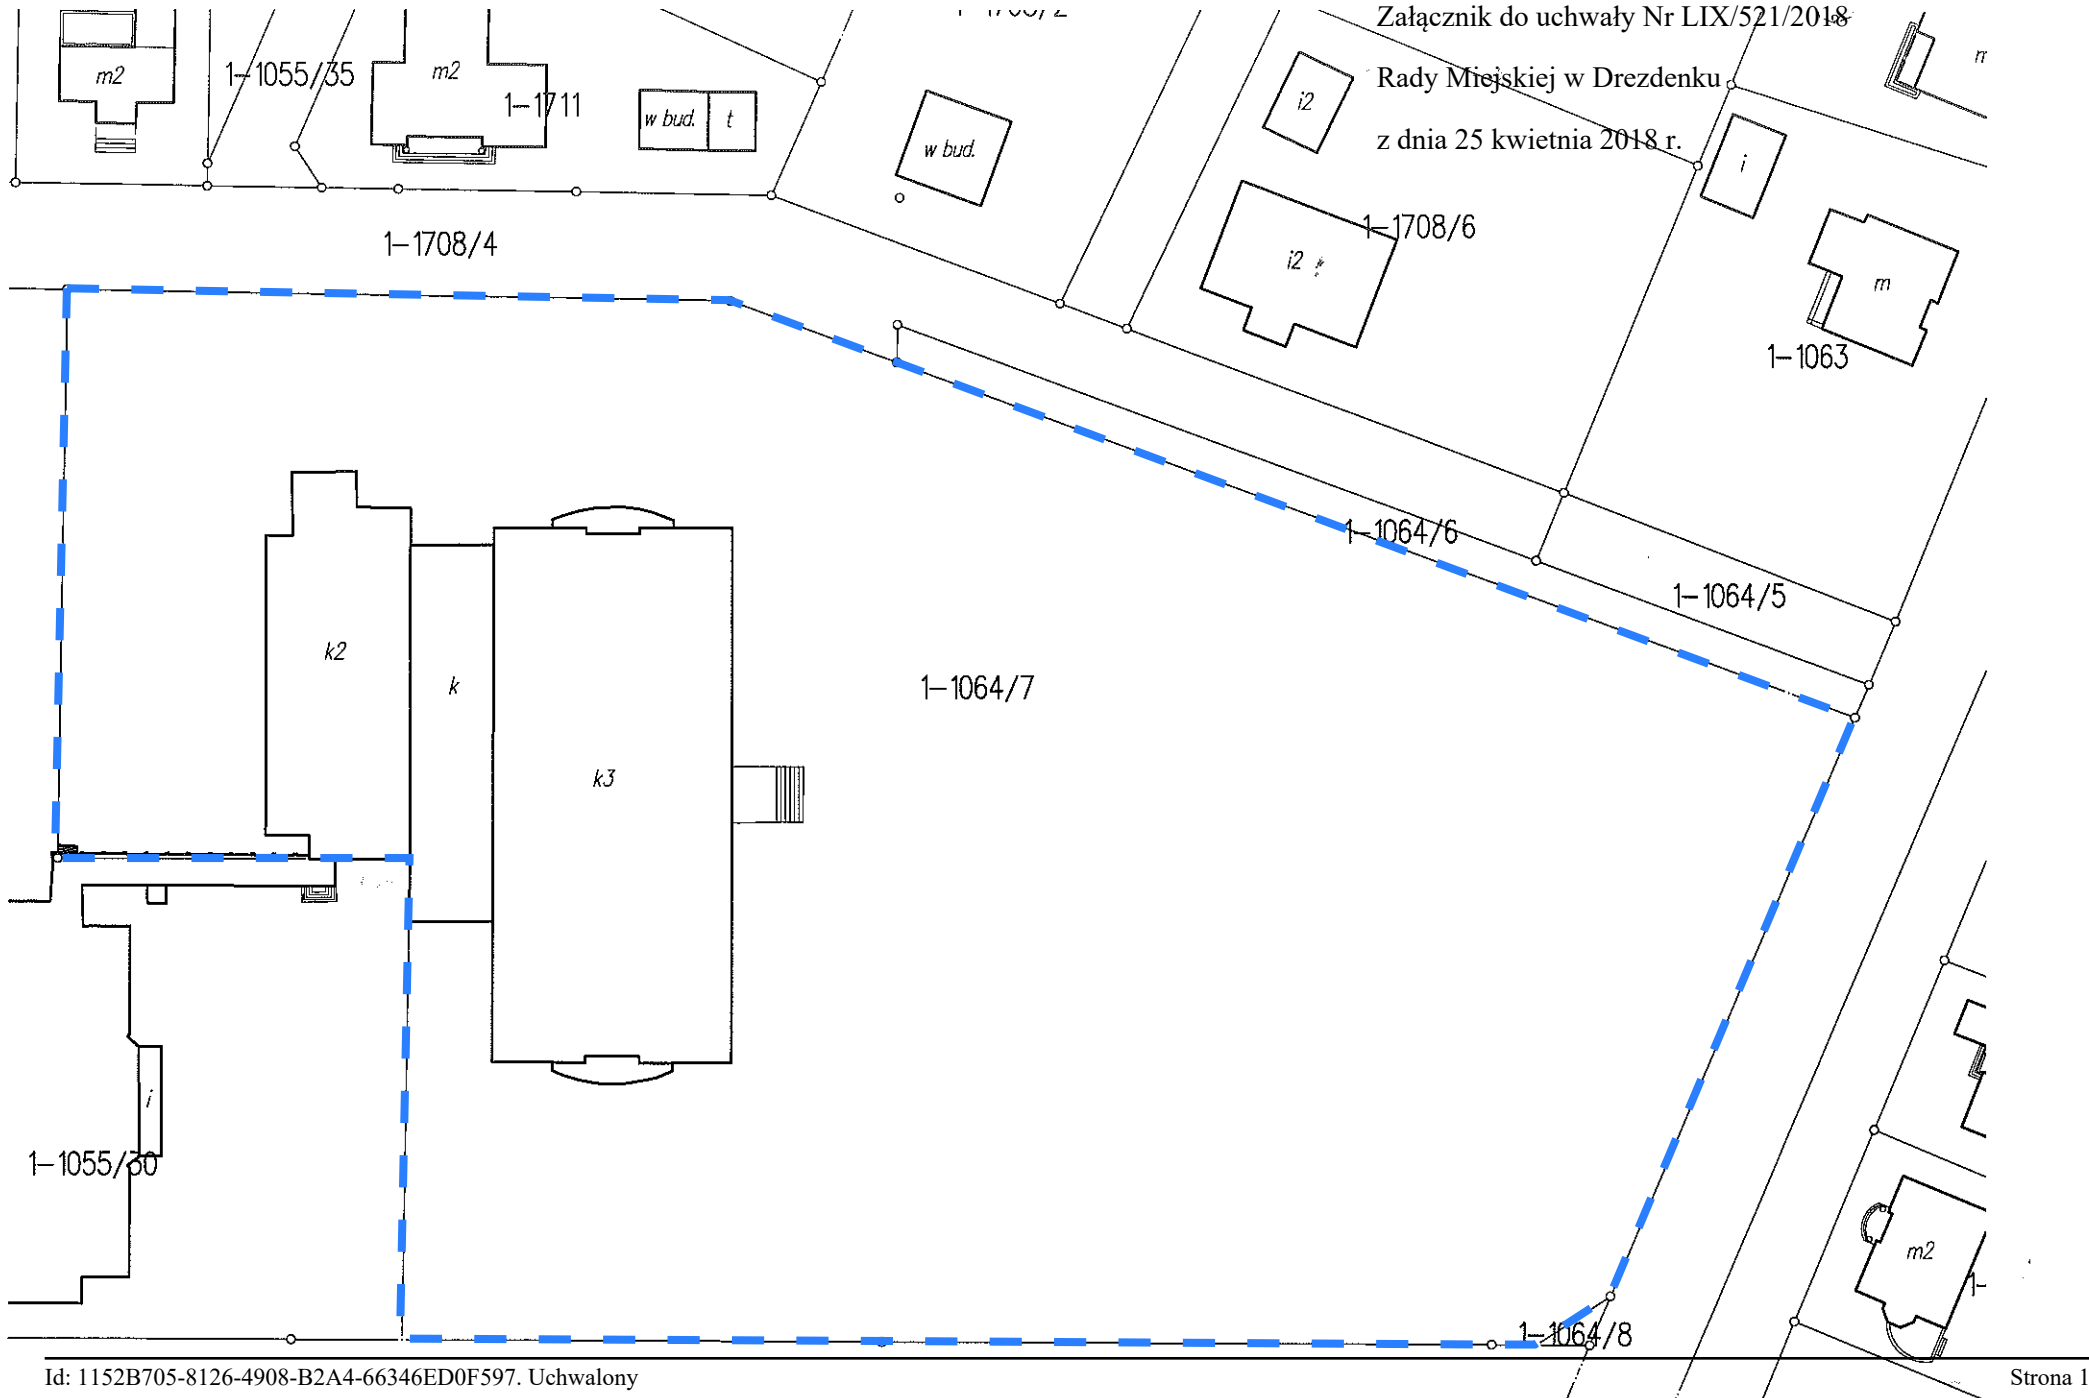 Załącznik do uchwały Nr LIX/521/2018
Rady Miejskiej w Drezdenku
z dnia 25 kwietnia 2018 r.
m2
1-1055/35
m2
1-1711
w bud.
t
w bud.
i2
i
1-1708/4
i2
1-1708/6
m
1-1063
1-1064/6
1-1064/5
k2
k
1-1064/7
k3
i
1-1055/30
m2
1-
1-1064/8
Id: 1152B705-8126-4908-B2A4-66346ED0F597. Uchwalony
Strona 1